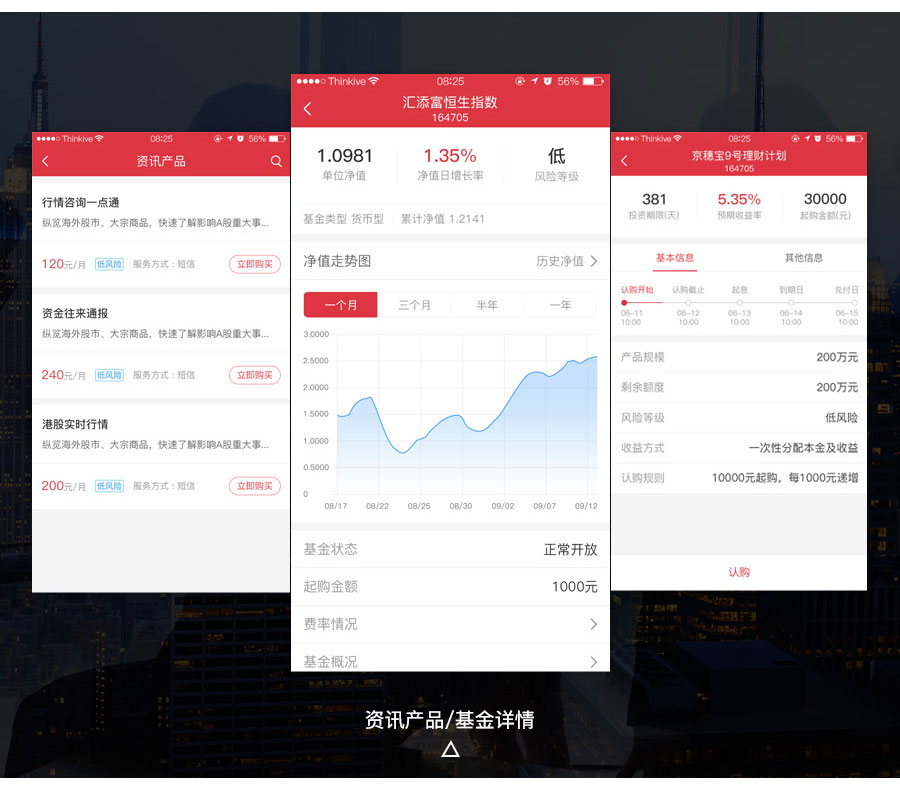 Thinkive 08:25 56%
资讯产品
行情咨询一点通
纵览海外股市、大宗商品，快速了解影响A股重大事...
120元/月 低风险 服务方式：短信 立即购买
资金往来通报
纵览海外股市、大宗商品，快速了解影响A股重大事...
240元/月 低风险 服务方式：短信 立即购买
港股实时行情
纵览海外股市、大宗商品，快速了解影响A股重大事...
200元/月 低风险 服务方式：短信 立即购买
Thinkive 08:25 56%
汇添富恒生指数
164705
1.0981 1.35% 低
单位净值 净值日增长率 风险等级
基金类型 货币型 累计净值 1.2141
净值走势图 历史净值
一个月 三个月 半年 一年
3.0000
2.5000
2.0000
1.5000
1.0000
0.5000
0
08/17 08/22 08/25 08/30 09/02 09/07 09/12
基金状态 正常开放
起购金额 1000元
费率情况
基金概况
Thinkive 08:25 56%
京穗宝9号理财计划
164705
381 5.35% 30000
投资期限(天) 预期收益率 起购金额(元)
基本信息 其他信息
认购开始 认购截止 起息 到期日 兑付日
06-11 06-12 06-13 06-14 06-15
10:00 10:00 10:00 10:00 10:00
产品规模 200万元
剩余额度 200万元
风险等级 低风险
收益方式 一次性分配本金及收益
认购规则 10000元起购，每1000元递增
认购
资讯产品/基金详情